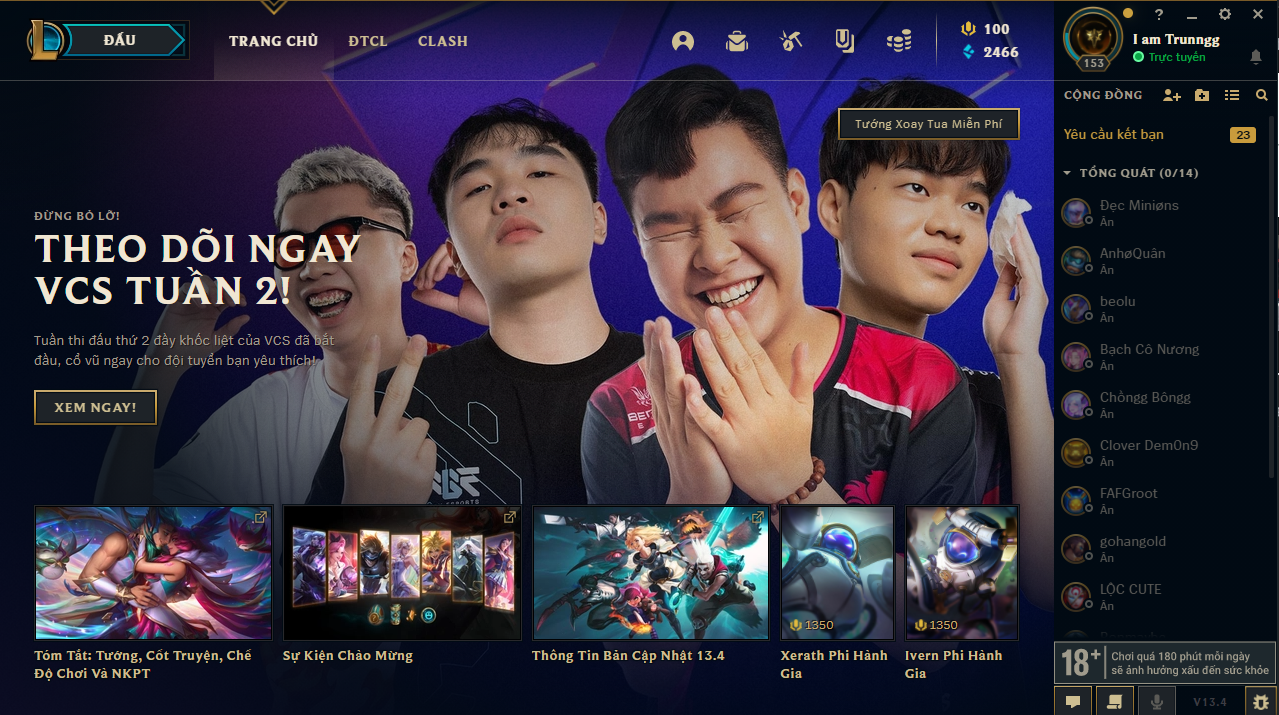 ĐẤU
TRANG CHỦ
ĐTCL
CLASH
100
2466
153
?
I am Trunngg
Trực tuyến
CỘNG ĐỒNG
Tướng Xoay Tua Miễn Phí
Yêu cầu kết bạn
23
TỔNG QUÁT (0/14)
Đẹc Miniøns
Ẩn
AnhøQuân
Ẩn
beolu
Ẩn
Bạch Cô Nương
Ẩn
Chồngg Bôngg
Ẩn
Clover Dem0n9
Ẩn
FAFGroot
Ẩn
gohangold
Ẩn
LỘC CUTE
Ẩn
ĐỪNG BỎ LỠ!
THEO DÕI NGAY
VCS TUẦN 2!
Tuần thi đấu thứ 2 đầy khốc liệt của VCS đã bắt
đầu, cổ vũ ngay cho đội tuyển bạn yêu thích!
XEM NGAY!
1350
1350
Tóm Tắt: Tướng, Cốt Truyện, Chế
Độ Chơi Và NKPT
Sự Kiện Chào Mừng
Thông Tin Bản Cập Nhật 13.4
Xerath Phi Hành
Gia
Ivern Phi Hành
Gia
18+
Chơi quá 180 phút mỗi ngày
sẽ ảnh hưởng xấu đến sức khỏe
V13.4